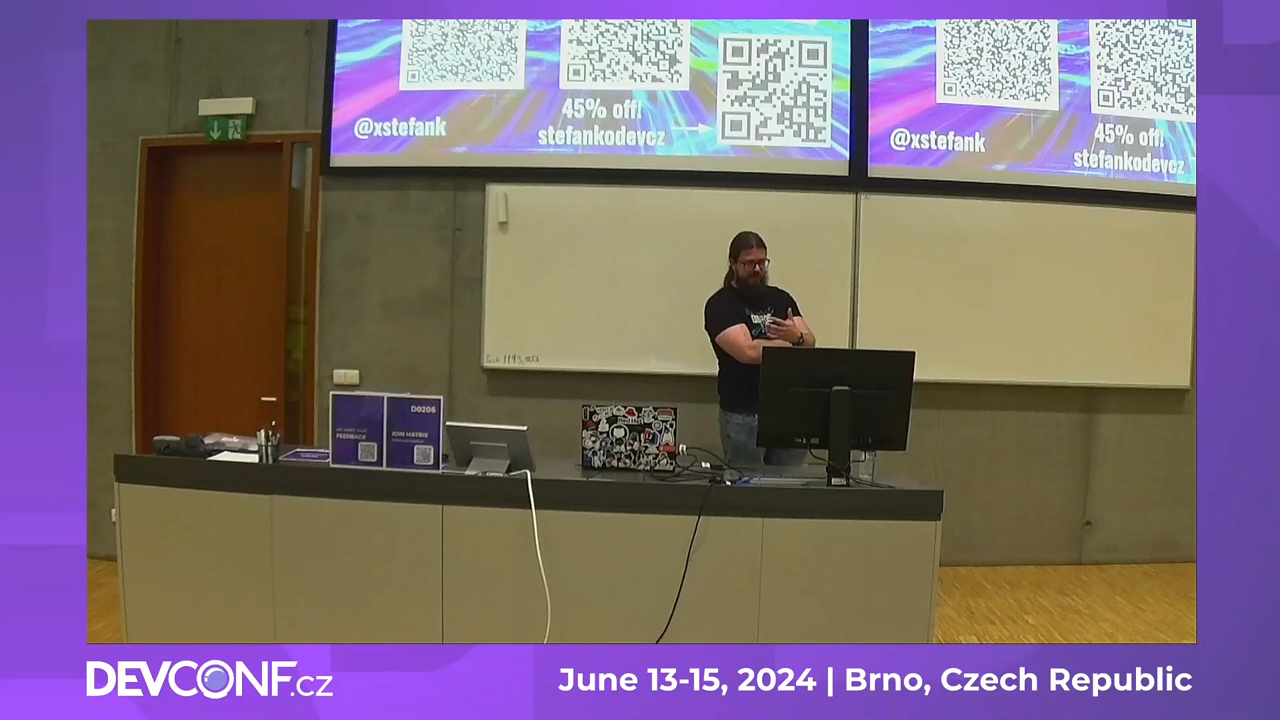 @xstefank
45% off!
stefankodevcz
@xstefank
45% off!
stefankodevcz
D0206
FEEDBACK
JOIN MATRIX
DEVCONF.cz
June 13-15, 2024 | Brno, Czech Republic